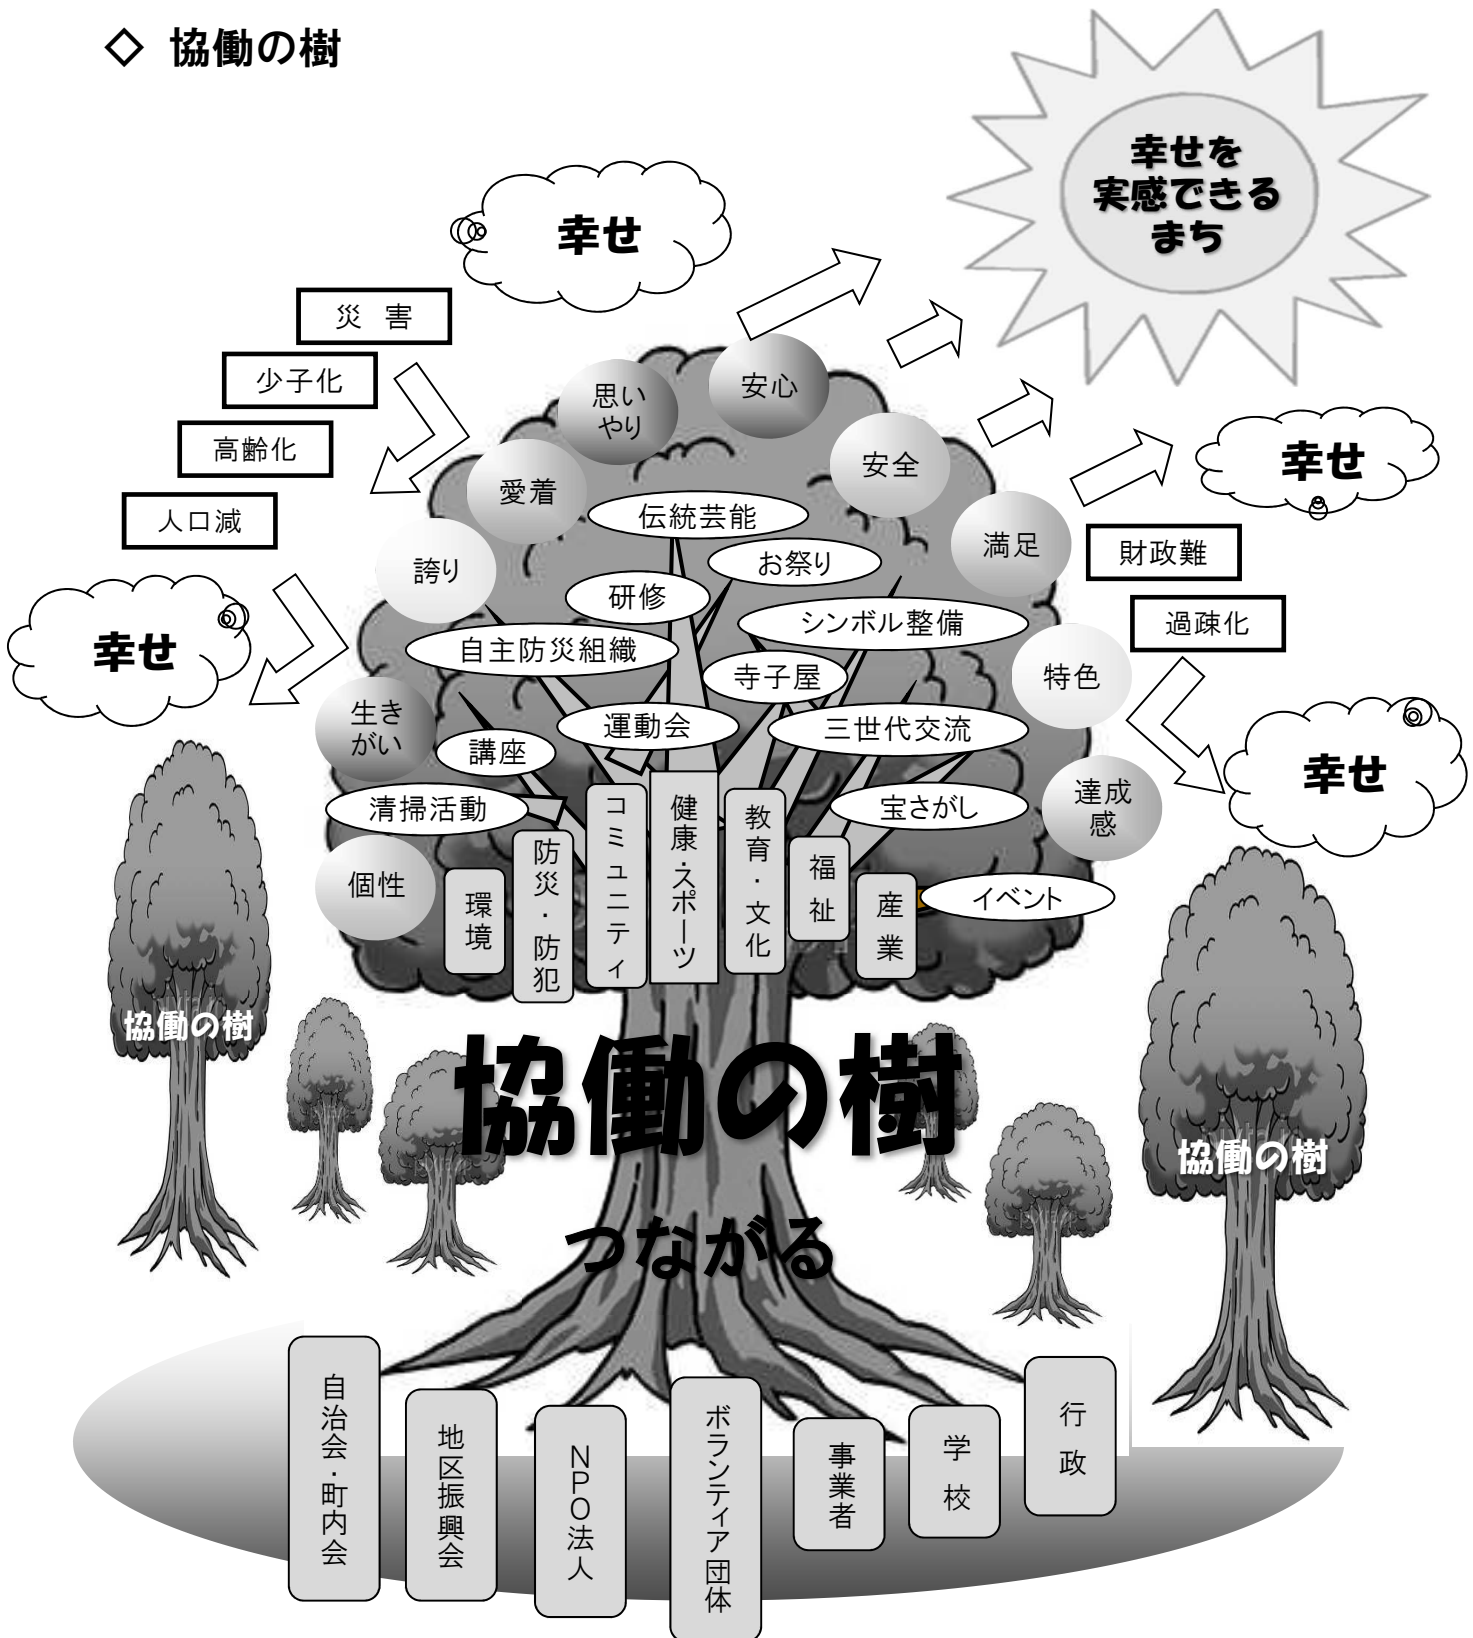 ◇ 協働の樹
幸せを
実感できる
まち
幸せ
災 害
少子化
高齢化
人口減
幸せ
幸せ
財政難
過疎化
幸せ
思い
やり
安心
安全
愛着
満足
誇り
特色
生き
がい
達成
感
個性
伝統芸能
お祭り
研修
シンボル整備
自主防災組織
寺子屋
運動会
三世代交流
講座
清掃活動
宝さがし
イベント
環境
防災・防犯
コミュニティ
健康・スポーツ
教育・文化
福祉
産業
協働の樹
協働の樹
協働の樹
つながる
自治会・町内会
地区振興会
NPO法人
ボランティア団体
事業者
学校
行政